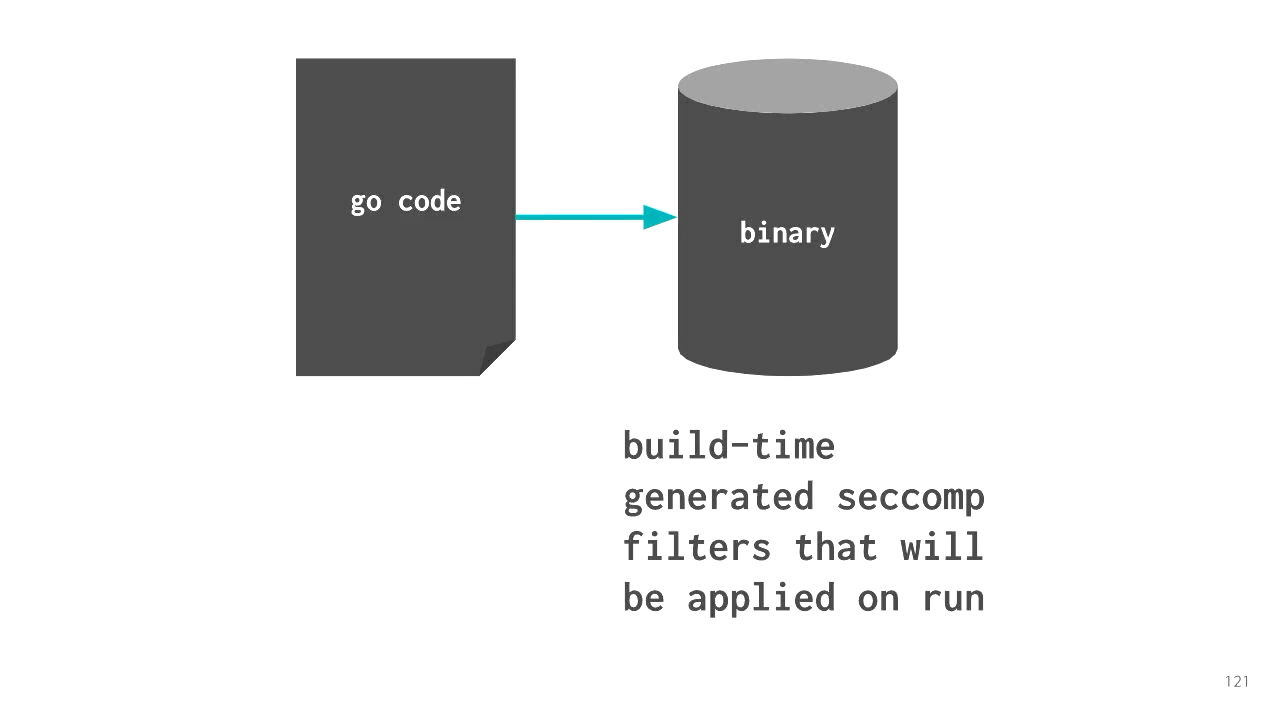 go code
binary
build-time
generated seccomp
filters that will
be applied on run
121